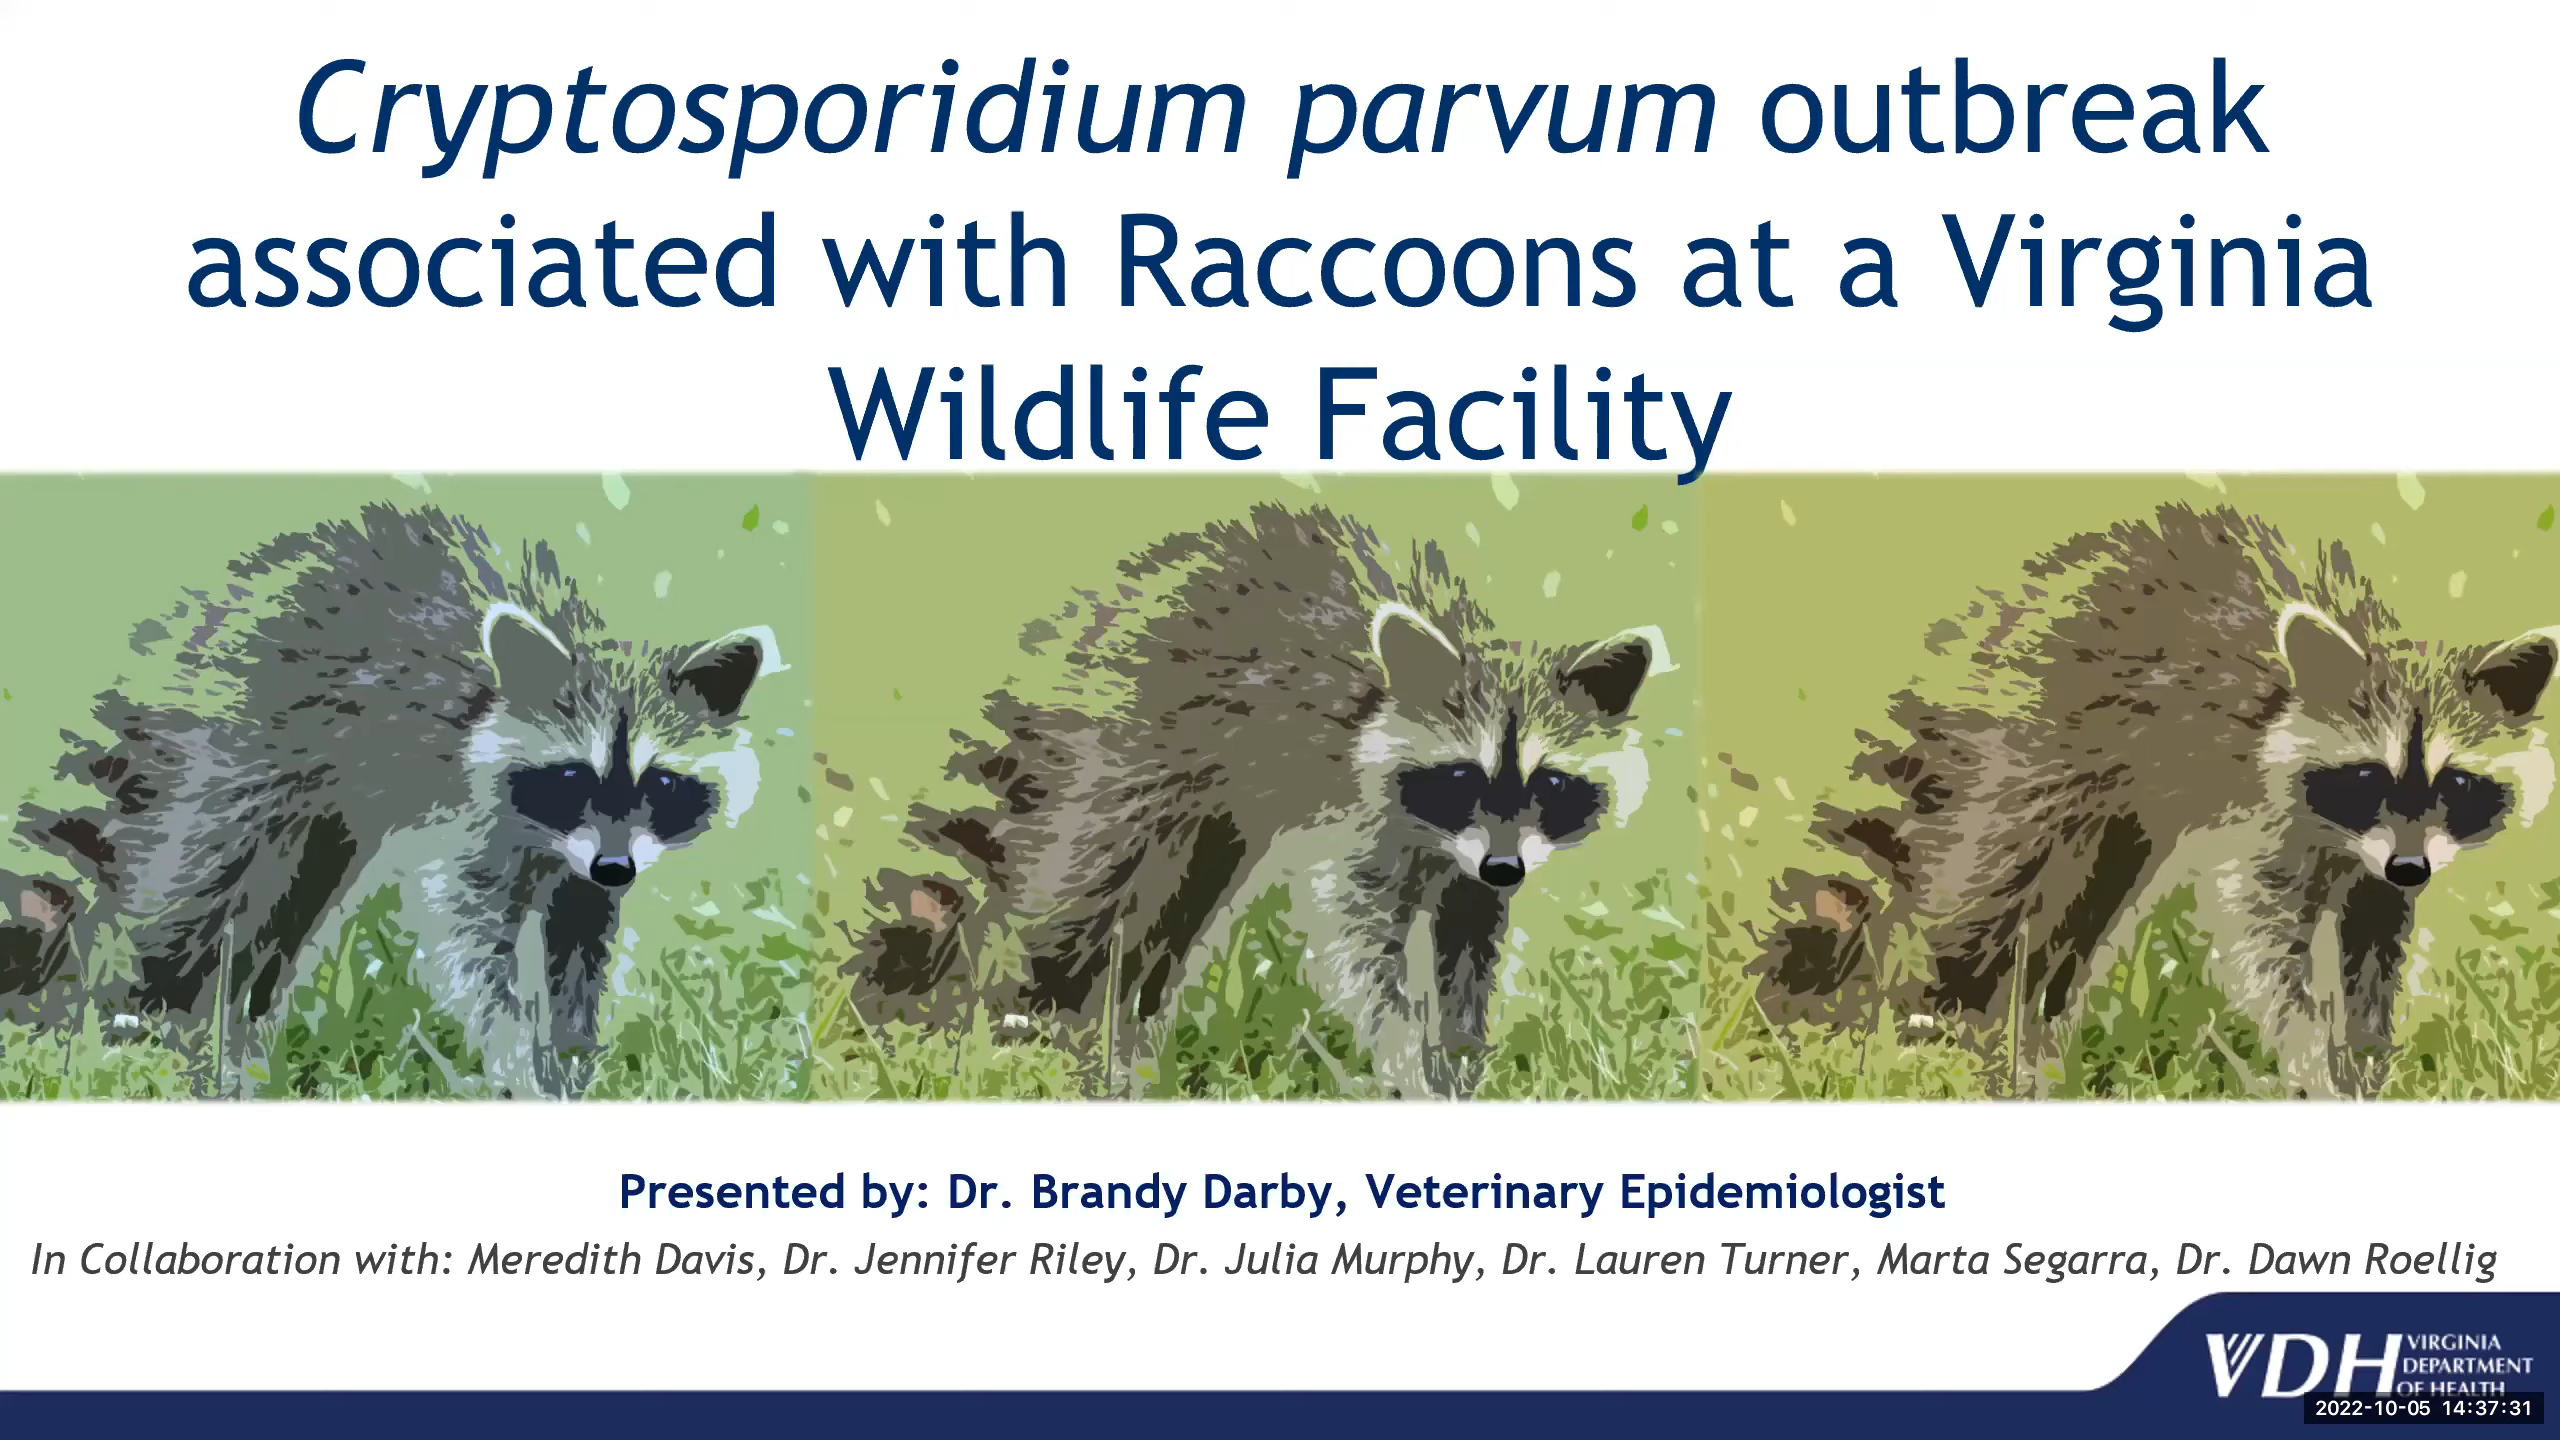 Cryptosporidium parvum outbreak
associated with Raccoons at a Virginia
Wildlife Facility
Presented by: Dr. Brandy Darby, Veterinary Epidemiologist
In Collaboration with: Meredith Davis, Dr. Jennifer Riley, Dr. Julia Murphy, Dr. Lauren Turner, Marta Segarra, Dr. Dawn Roellig
VDH VIRGINIA
DEPARTMENT
OF HEALTH
2022-10-05 14:37:31